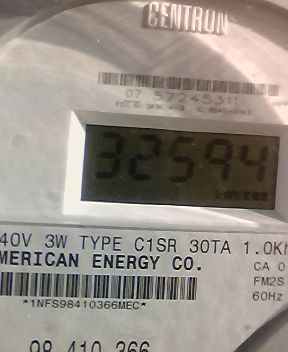 CENTRON
07 57245311
32594
40V 3W TYPE C1SR 30TA 1.0K
MERICAN ENERGY CO.
CA 0
FM2S
60Hz
*1NFS98410366MEC*
98 410 366